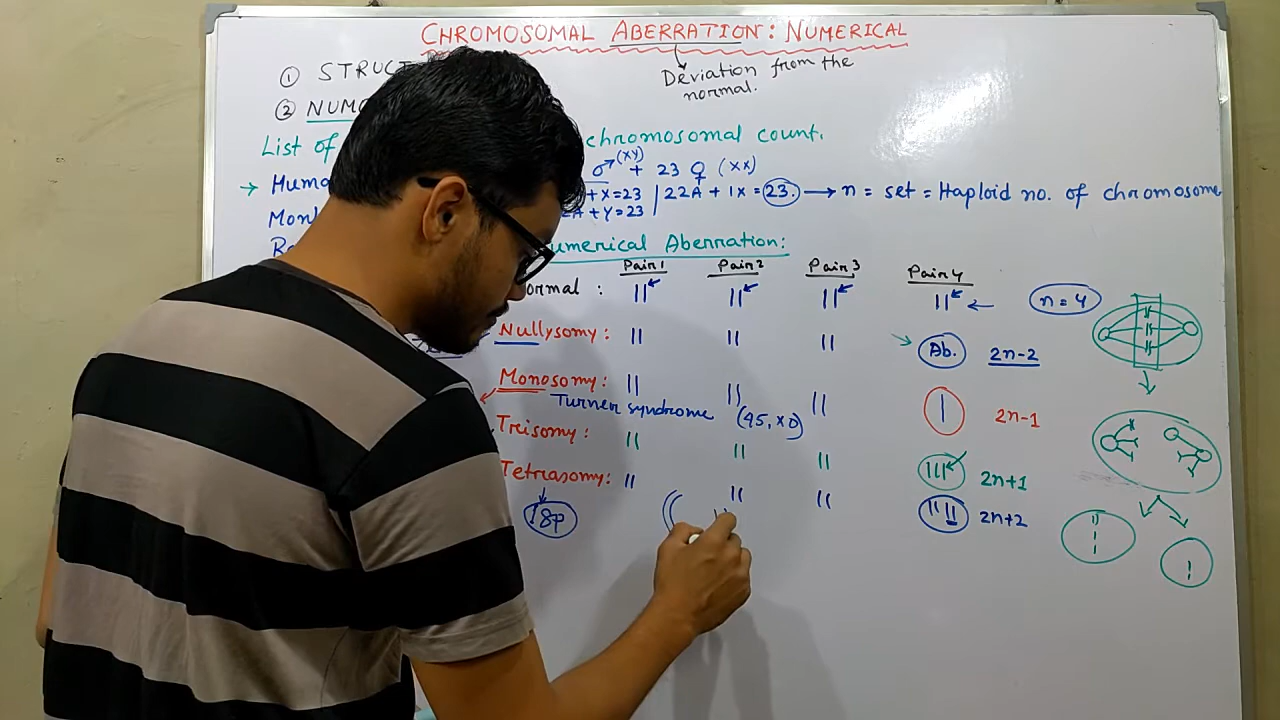 CHROMOSOMAL ABERRATION: NUMERICAL
① STRUCT
Deviation from the
normal.
② NUM
List of chromosomal count.
→ Huma ♂(XY) + 23 ♀ (XX)
+ X = 23 | 22A + 1X = 23. → n = set = Haploid no. of chromosome
A + Y = 23
umerical Aberration:
Pair 1 Pair 2 Pair 3 Pair 4
ormal : || || || || ← n = 4
Nullysomy: || || || Ab. 2n-2
Monosomy: || || || | 2n-1
Turner syndrome (45, XO)
Trisomy: || || || ||| 2n+1
Tetrasomy: || || || |||| 2n+2
18p